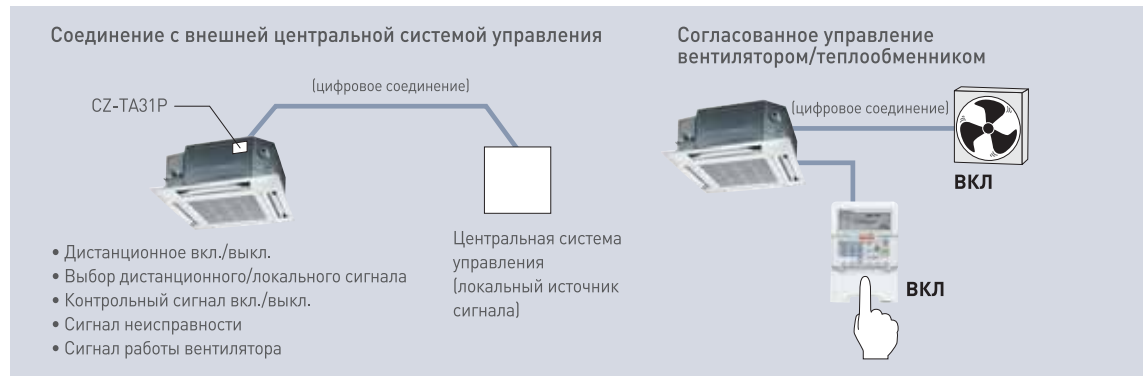 Соединение с внешней центральной системой управления
(цифровое соединение)
CZ-TA31P
• Дистанционное вкл./выкл.
• Выбор дистанционного/локального сигнала
• Контрольный сигнал вкл./выкл.
• Сигнал неисправности
• Сигнал работы вентилятора
Центральная система
управления
(локальный источник
сигнала)
Согласованное управление
вентилятором/теплообменником
(цифровое соединение)
ВКЛ
ВКЛ